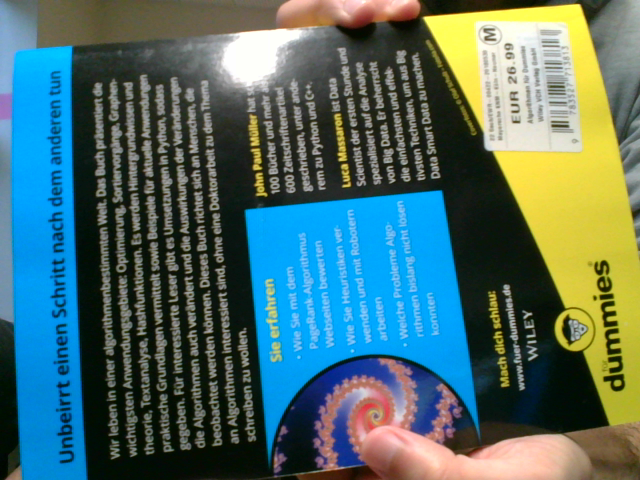 Unbeirrt einen Schritt nach dem anderen tun
Wir leben in einer algorithmenbestimmten Welt. Das Buch präsentiert die
wichtigsten Anwendungsgebiete: Optimierung, Sortiervorgänge, Graphen-
theorie, Textanalyse, Hashfunktionen. Es werden Hintergrundwissen und
praktische Grundlagen vermittelt sowie Beispiele für aktuelle Anwendungen
gegeben. Für interessierte Leser gibt es Umsetzungen in Python, sodass
die Algorithmen auch verändert und die Auswirkungen der Veränderungen
beobachtet werden können. Dieses Buch richtet sich an Menschen, die
an Algorithmen interessiert sind, ohne eine Doktorarbeit zu dem Thema
schreiben zu wollen.
Sie erfahren
• Wie Sie mit dem
PageRank-Algorithmus
Webseiten bewerten
• Wie Sie Heuristiken ver-
wenden und mit Robotern
arbeiten
• Welche Probleme Algo-
rithmen bislang nicht lösen
konnten
John Paul Müller hat
100 Bücher und mehr als
600 Zeitschriftenartikel
geschrieben, unter ande-
rem zu Python und C++.
Luca Massaron ist Data
Scientist der ersten Stunde und
spezialisiert auf die Analyse
von Big Data. Er beherrscht
die einfachsten und effek-
tivsten Techniken, um aus Big
Data Smart Data zu machen.
Mach dich schlau:
www.fuer-dummies.de
WILEY
für
dummies
M
EUR 26.99
Algorithmen für Dummies
Wiley VCH Verlag GmbH
9 783527 713813